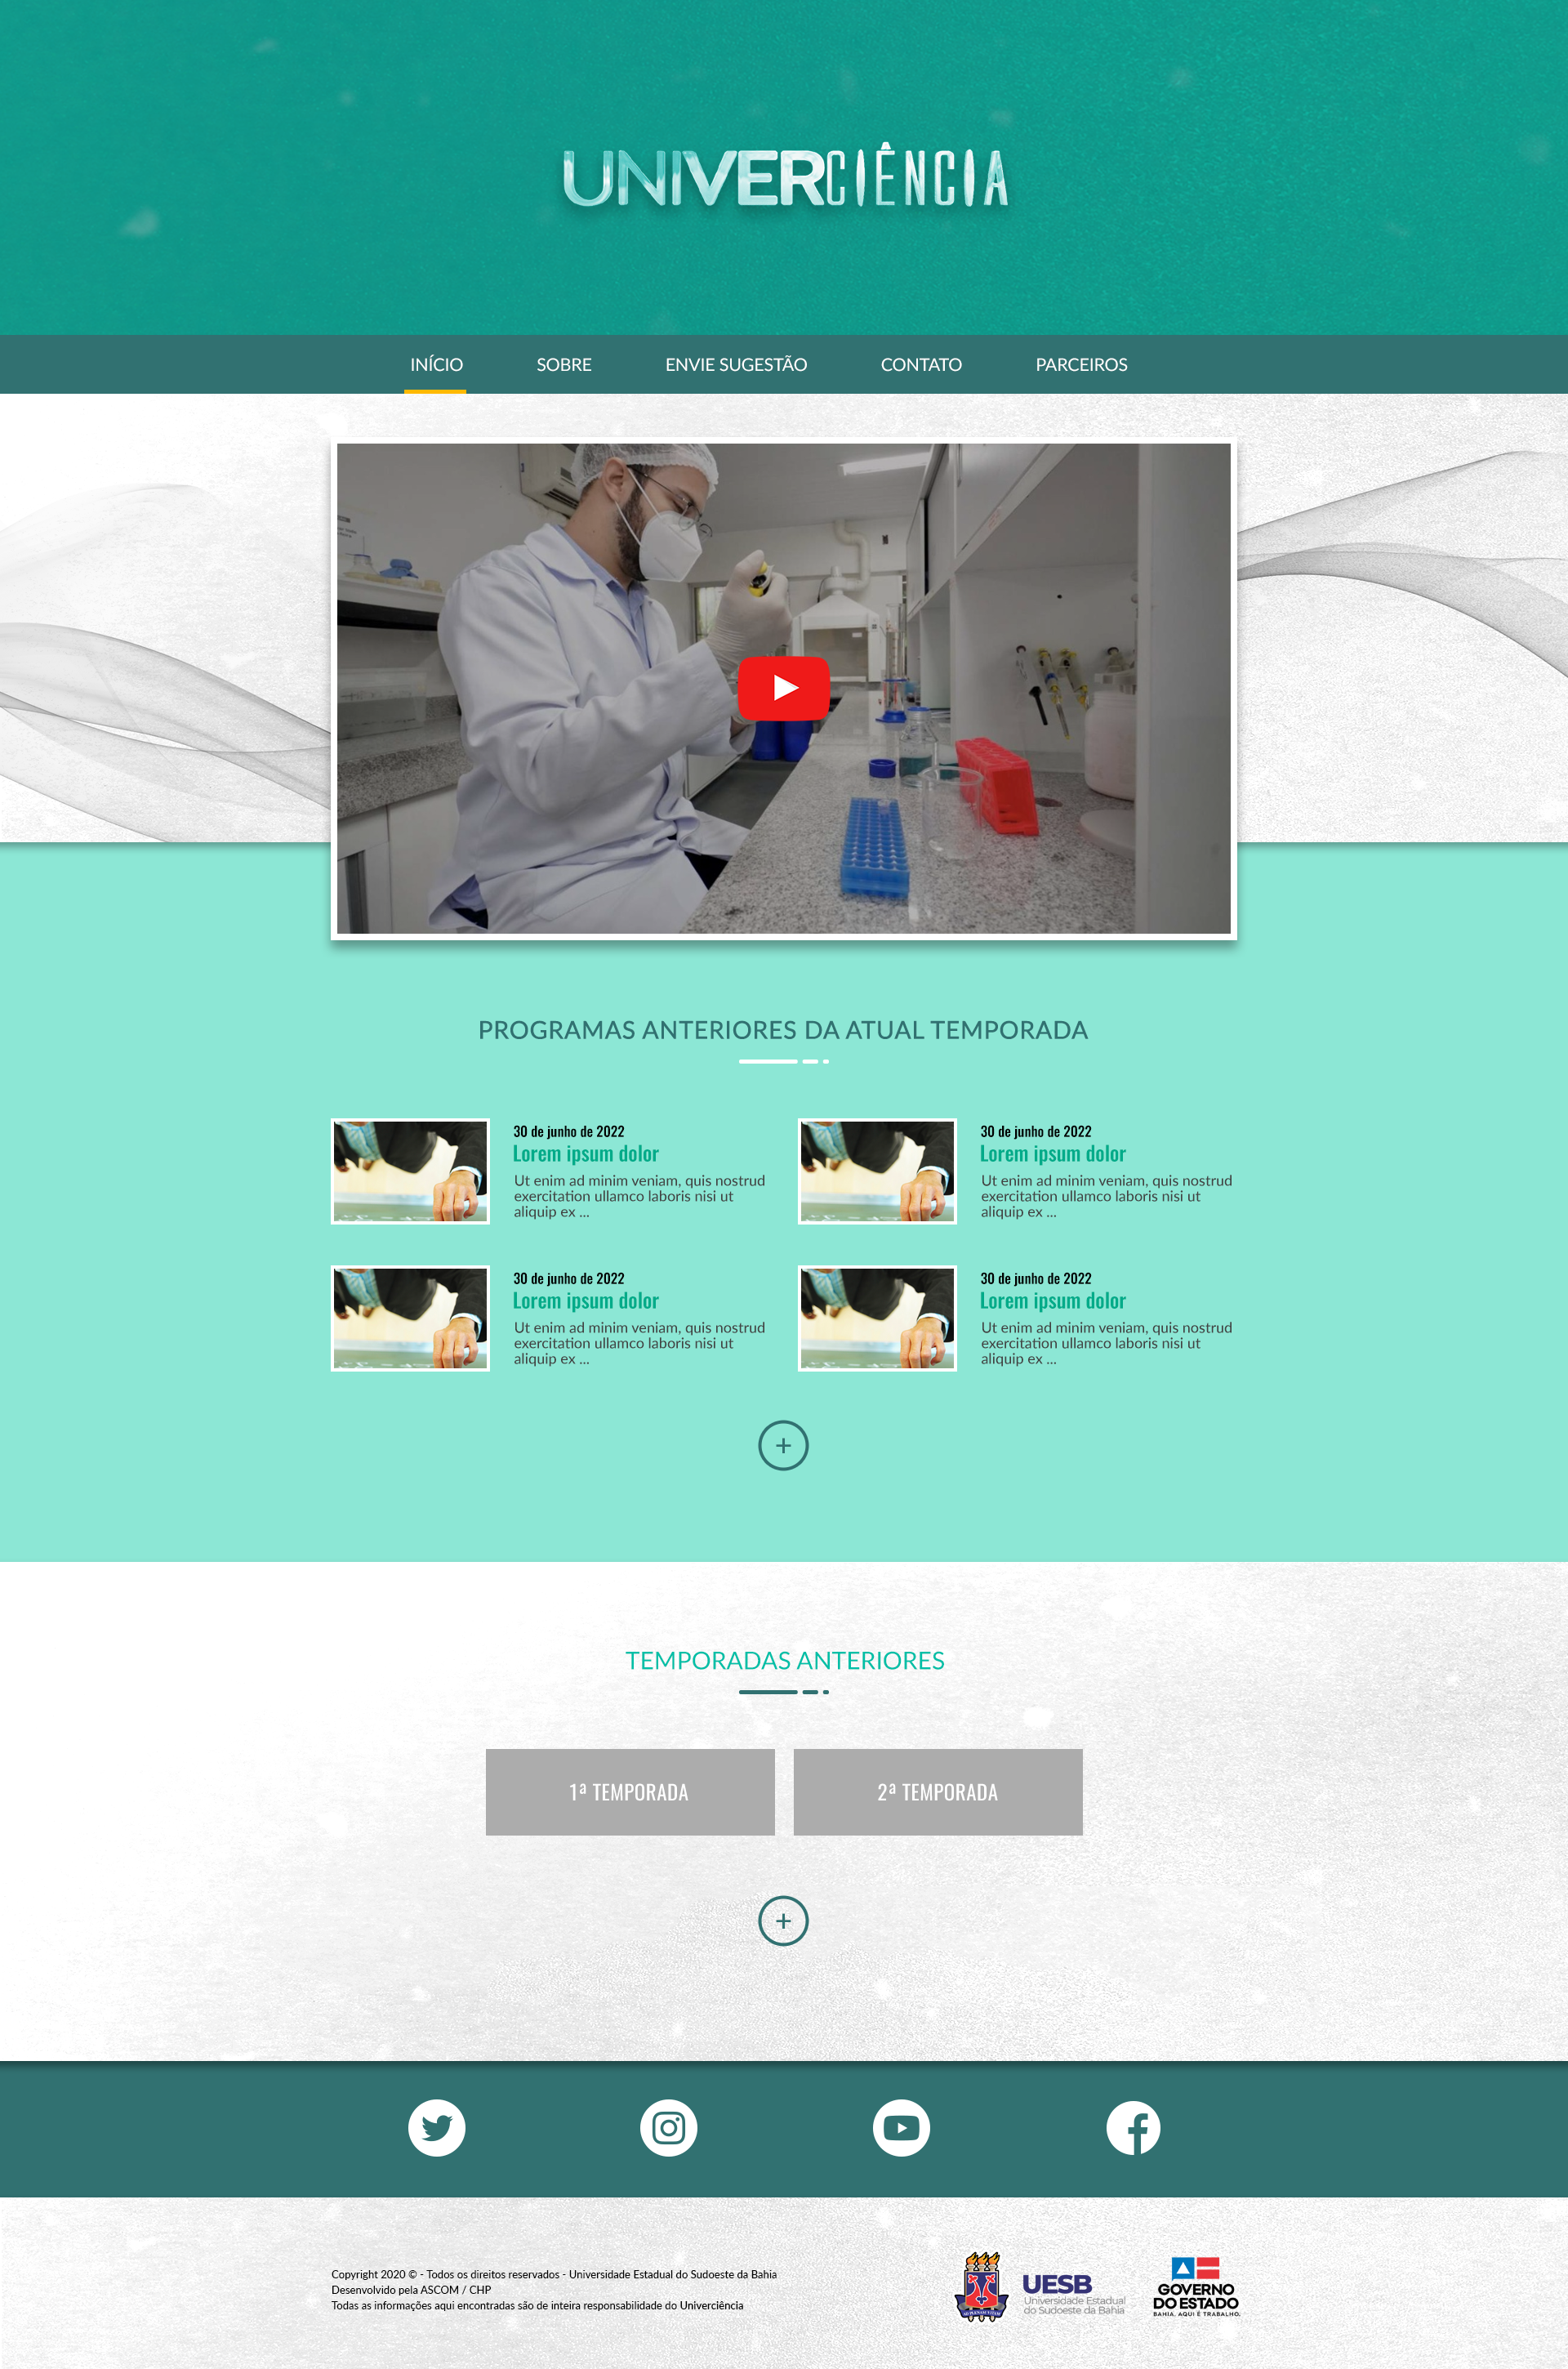 UNIVERCIÊNCIA
INÍCIO
SOBRE
ENVIE SUGESTÃO
CONTATO
PARCEIROS
PROGRAMAS ANTERIORES DA ATUAL TEMPORADA
30 de junho de 2022
Lorem ipsum dolor
Ut enim ad minim veniam, quis nostrud
exercitation ullamco laboris nisi ut
aliquip ex ...
30 de junho de 2022
Lorem ipsum dolor
Ut enim ad minim veniam, quis nostrud
exercitation ullamco laboris nisi ut
aliquip ex ...
30 de junho de 2022
Lorem ipsum dolor
Ut enim ad minim veniam, quis nostrud
exercitation ullamco laboris nisi ut
aliquip ex ...
30 de junho de 2022
Lorem ipsum dolor
Ut enim ad minim veniam, quis nostrud
exercitation ullamco laboris nisi ut
aliquip ex ...
TEMPORADAS ANTERIORES
1ª TEMPORADA
2ª TEMPORADA
Copyright 2020 © - Todos os direitos reservados - Universidade Estadual do Sudoeste da Bahia
Desenvolvido pela ASCOM / CHP
Todas as informações aqui encontradas são de inteira responsabilidade do Univerciência
UESB
Universidade Estadual
do Sudoeste da Bahia
GOVERNO
DO ESTADO
BAHIA. AQUI É TRABALHO.